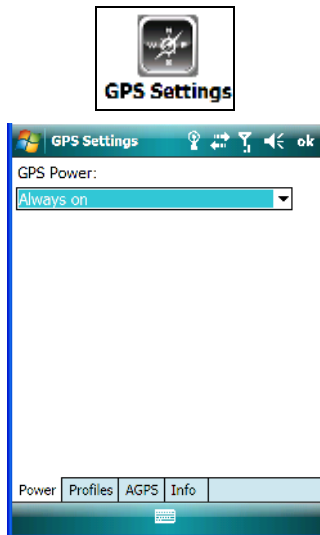 GPS Settings
GPS Settings ok
GPS Power:
Always on
Power Profiles AGPS Info